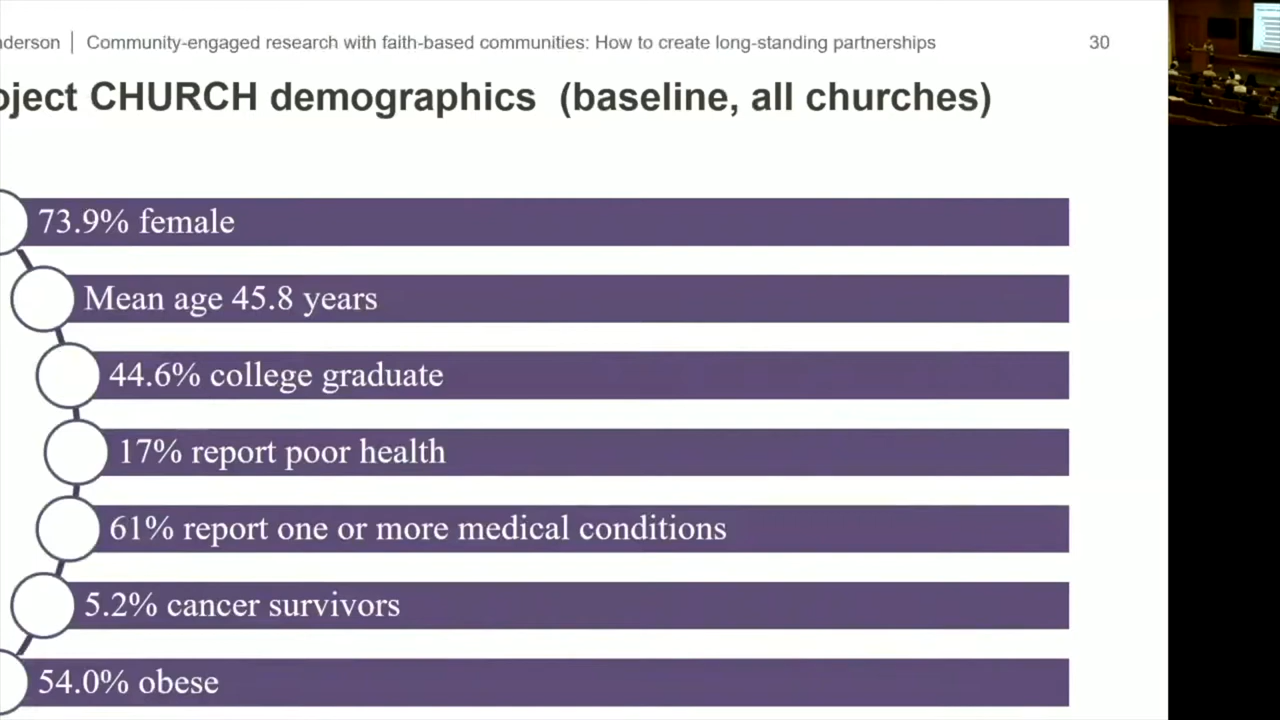 nderson | Community-engaged research with faith-based communities: How to create long-standing partnerships 30
oject CHURCH demographics (baseline, all churches)
73.9% female
Mean age 45.8 years
44.6% college graduate
17% report poor health
61% report one or more medical conditions
5.2% cancer survivors
54.0% obese